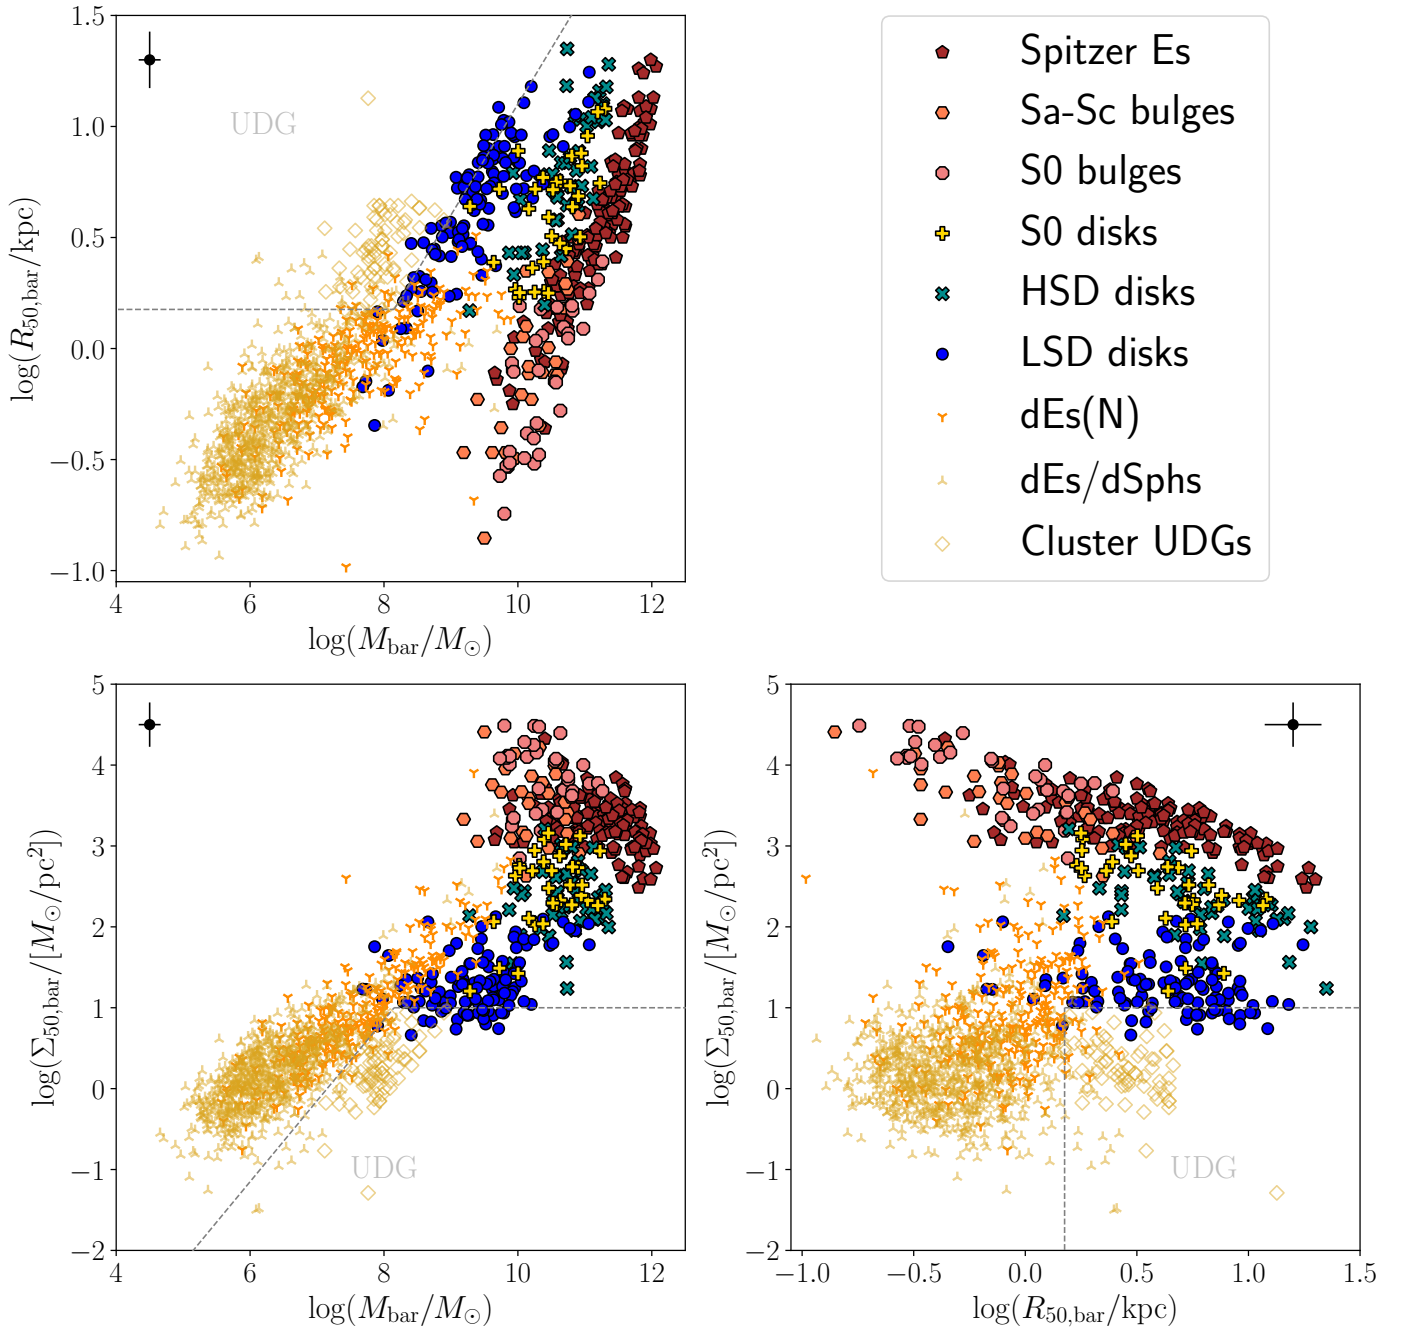 1.5
1.0
0.5
0.0
−0.5
−1.0
log(R50,bar/kpc)
UDG
4 6 8 10 12
log(Mbar/M⊙)
Spitzer Es
Sa-Sc bulges
S0 bulges
S0 disks
HSD disks
LSD disks
dEs(N)
dEs/dSphs
Cluster UDGs
5
4
3
2
1
0
−1
−2
log(Σ50,bar/[M⊙/pc²])
UDG
4 6 8 10 12
log(Mbar/M⊙)
5
4
3
2
1
0
−1
−2
log(Σ50,bar/[M⊙/pc²])
UDG
−1.0 −0.5 0.0 0.5 1.0 1.5
log(R50,bar/kpc)